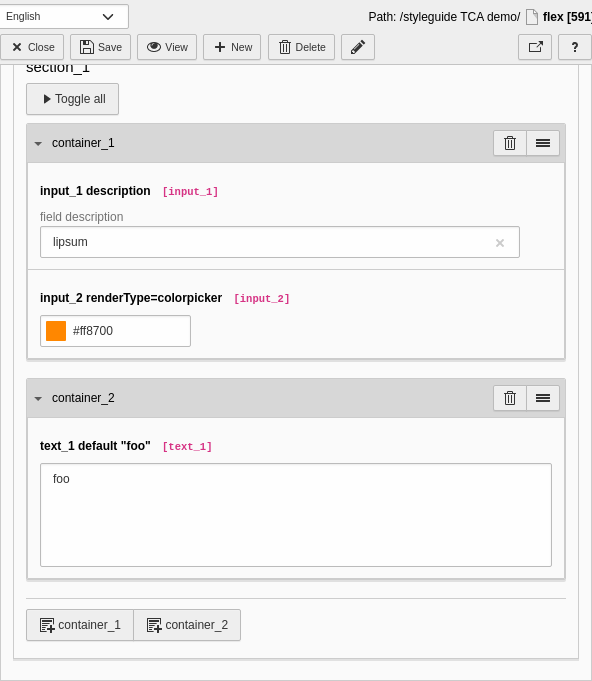 English
Path: /styleguide TCA demo/ flex [591]
Close Save View New Delete ?
section_1
Toggle all
container_1
input_1 description [input_1]
field description
lipsum
input_2 renderType=colorpicker [input_2]
#ff8700
container_2
text_1 default "foo" [text_1]
foo
container_1 container_2